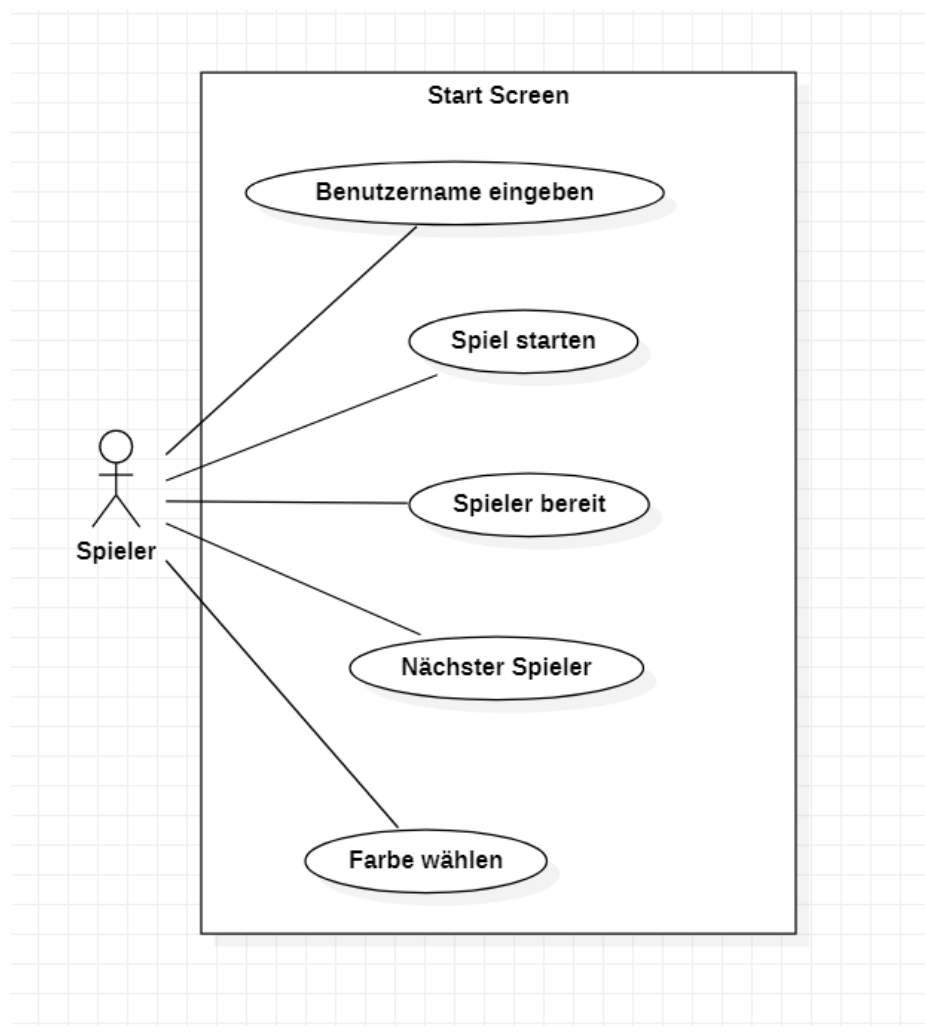 Start Screen
Benutzername eingeben
Spiel starten
Spieler bereit
Spieler
Nächster Spieler
Farbe wählen